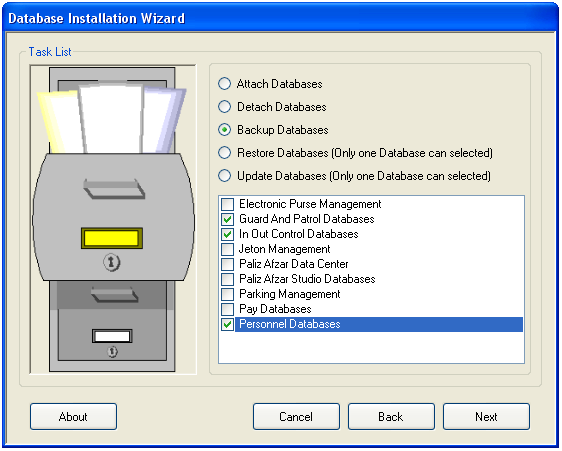 Database Installation Wizard
Task List
Attach Databases
Detach Databases
Backup Databases
Restore Databases (Only one Database can selected)
Update Databases (Only one Database can selected)
Electronic Purse Management
Guard And Patrol Databases
In Out Control Databases
Jeton Management
Paliz Afzar Data Center
Paliz Afzar Studio Databases
Parking Management
Pay Databases
Personnel Databases
About
Cancel
Back
Next